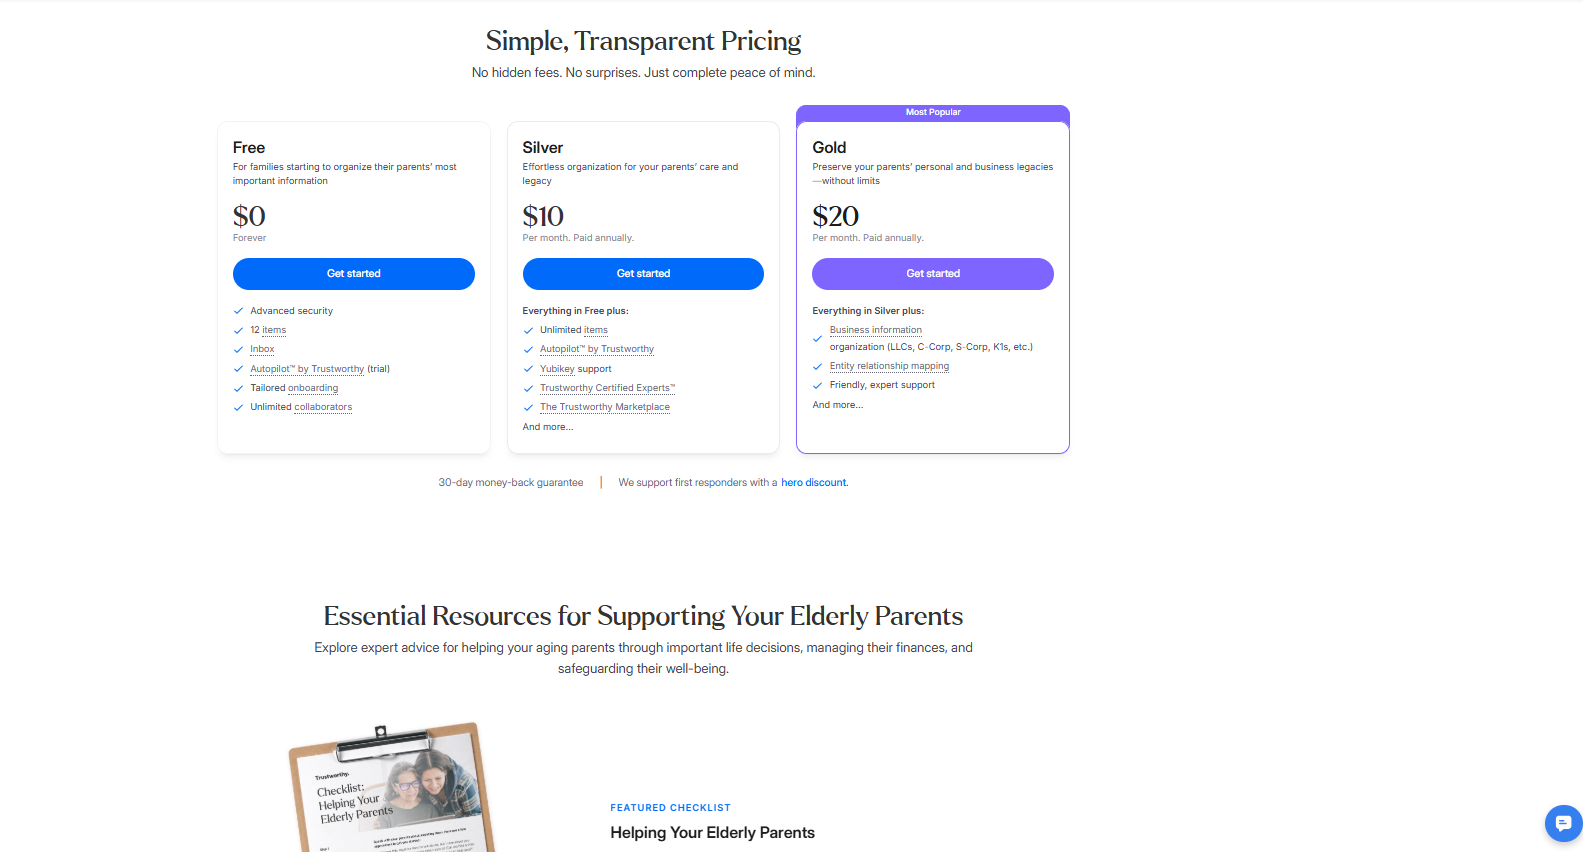 Simple, Transparent Pricing
No hidden fees. No surprises. Just complete peace of mind.
Free
For families starting to organize their parents’ most
important information
$0
Forever
Get started
Advanced security
12 items
Inbox
Autopilot™ by Trustworthy (trial)
Tailored onboarding
Unlimited collaborators
Silver
Effortless organization for your parents’ care and
legacy
$10
Per month. Paid annually.
Get started
Everything in Free plus:
Unlimited items
Autopilot™ by Trustworthy
Yubikey support
Trustworthy Certified Experts™
The Trustworthy Marketplace
And more...
Most Popular
Gold
Preserve your parents’ personal and business legacies
—without limits
$20
Per month. Paid annually.
Get started
Everything in Silver plus:
Business information
organization (LLCs, C-Corp, S-Corp, K1s, etc.)
Entity relationship mapping
Friendly, expert support
And more...
30-day money-back guarantee | We support first responders with a hero discount.
Essential Resources for Supporting Your Elderly Parents
Explore expert advice for helping your aging parents through important life decisions, managing their finances, and
safeguarding their well-being.
Trustworthy.
Checklist:
Helping Your
Elderly Parents
FEATURED CHECKLIST
Helping Your Elderly Parents